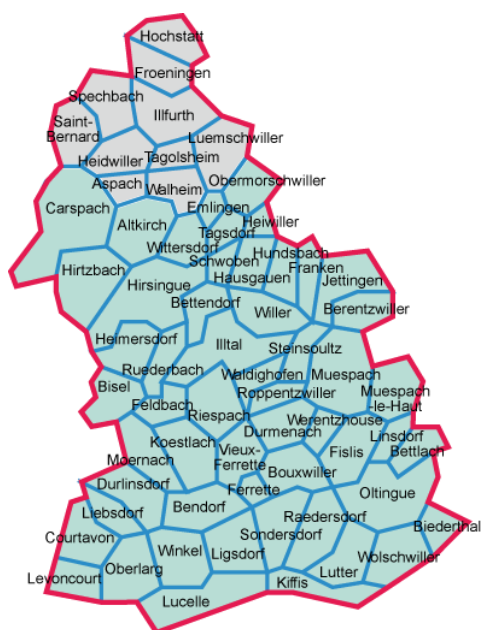 Hochstatt
Froeningen
Spechbach
Illfurth
Saint-
Bernard
Luemschwiller
Heidwiller
Tagolsheim
Aspach
Walheim
Obermorschwiller
Carspach
Emlingen
Altkirch
Heiwiller
Tagsdorf
Wittersdorf
Hundsbach
Schwoben
Franken
Hirtzbach
Hausgauen
Jettingen
Hirsingue
Bettendorf
Willer
Berentzwiller
Heimersdorf
Illtal
Steinsoultz
Ruederbach
Waldighofen
Muespach
Bisel
Roppentzwiller
Muespach
-le-Haut
Feldbach
Riespach
Werentzhouse
Durmenach
Linsdorf
Koestlach
Vieux-
Ferrette
Fislis
Bettlach
Moernach
Bouxwiller
Durlinsdorf
Ferrette
Oltingue
Liebsdorf
Bendorf
Raedersdorf
Biederthal
Courtavon
Sondersdorf
Winkel
Ligsdorf
Wolschwiller
Oberlarg
Levoncourt
Lutter
Kiffis
Lucelle